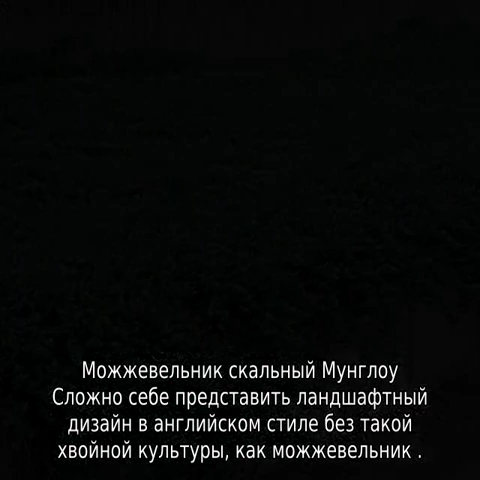 Можжевельник скальный Мунглоу
Сложно себе представить ландшафтный
дизайн в английском стиле без такой
хвойной культуры, как можжевельник .